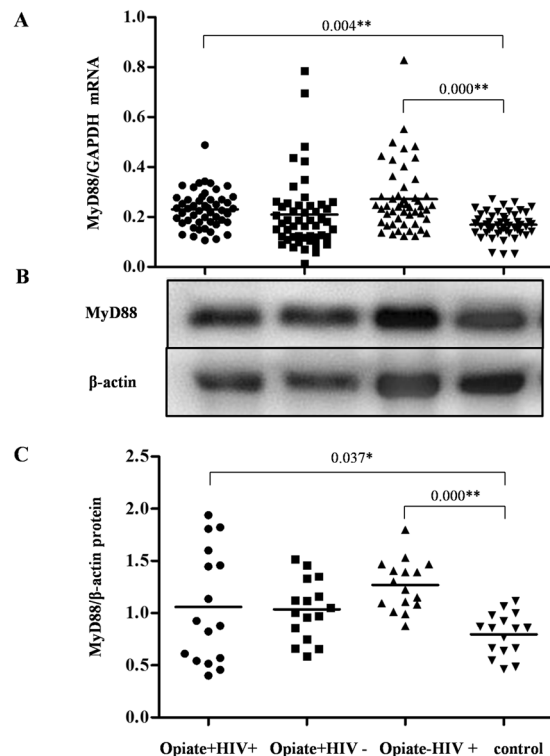 A
0.004**
0.000**
MyD88/GAPDH mRNA
1.0
0.8
0.6
0.4
0.2
0.0
B
MyD88
β-actin
C
0.037*
0.000**
MyD88/β-actin protein
2.5
2.0
1.5
1.0
0.5
0.0
Opiate+HIV+ Opiate+HIV - Opiate-HIV + control